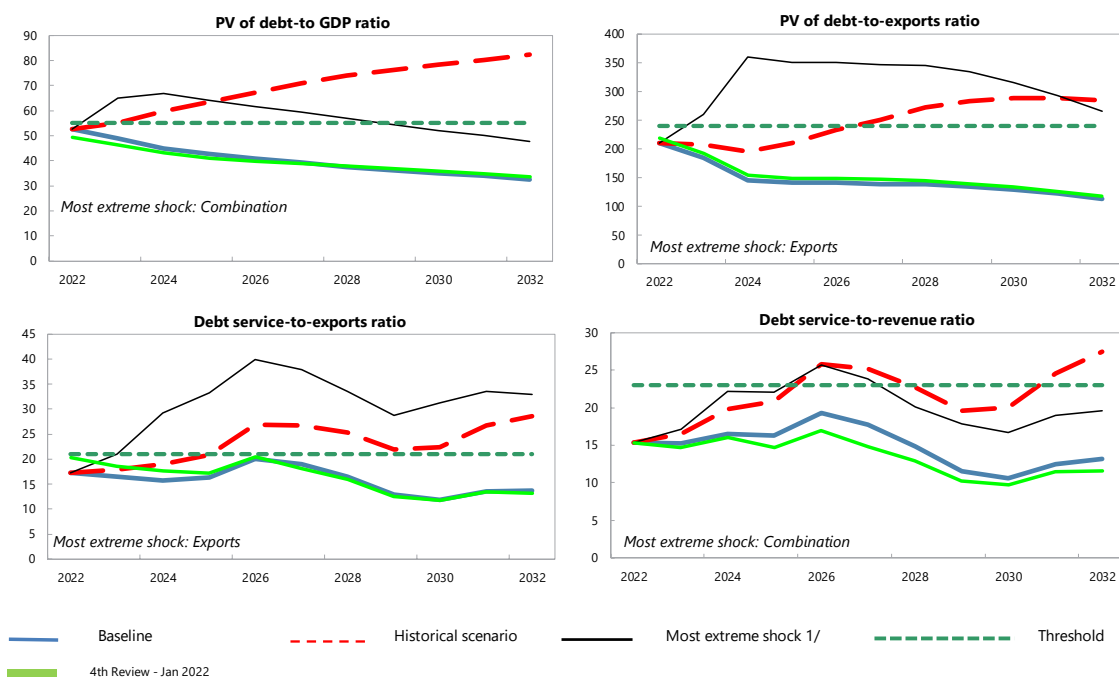 PV of debt-to GDP ratio
90
80
70
60
50
40
30
20
10
0
Most extreme shock: Combination
2022 2024 2026 2028 2030 2032
PV of debt-to-exports ratio
400
350
300
250
200
150
100
50
0
Most extreme shock: Exports
2022 2024 2026 2028 2030 2032
Debt service-to-exports ratio
45
40
35
30
25
20
15
10
5
0
Most extreme shock: Exports
2022 2024 2026 2028 2030 2032
Debt service-to-revenue ratio
30
25
20
15
10
5
0
Most extreme shock: Combination
2022 2024 2026 2028 2030 2032
Baseline Historical scenario Most extreme shock 1/ Threshold
4th Review - Jan 2022